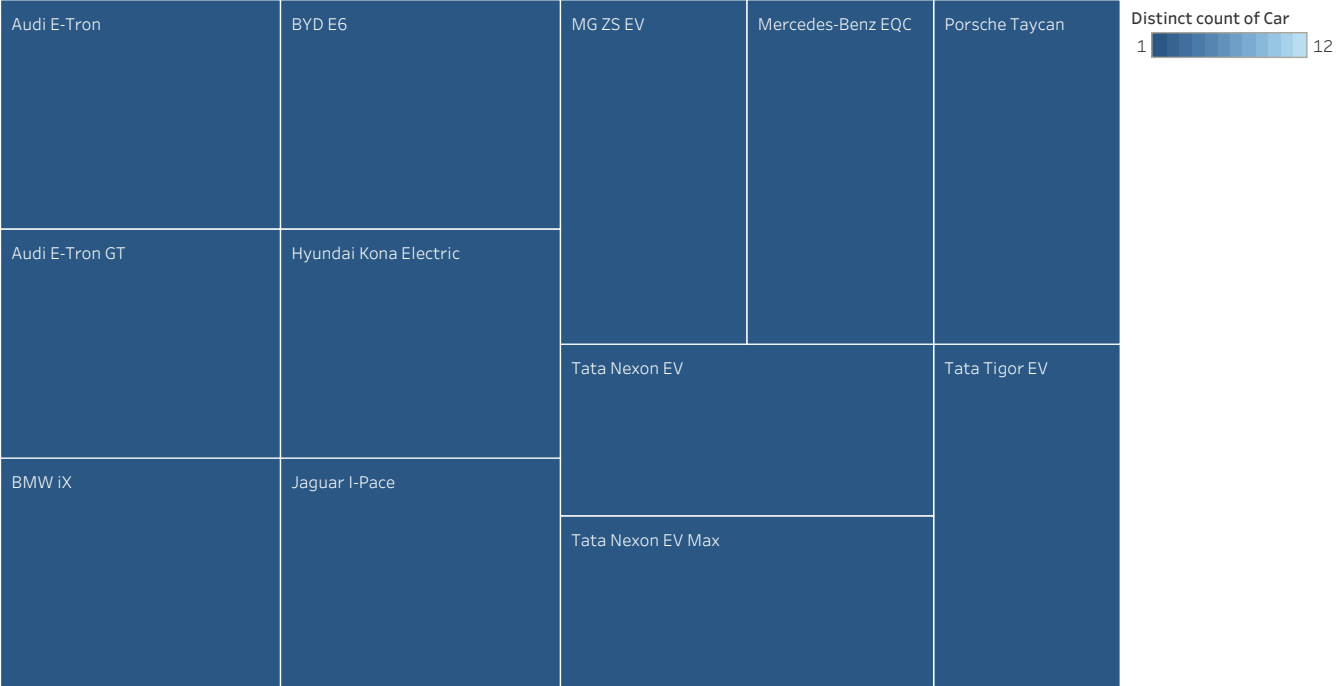 Audi E-Tron
BYD E6
MG ZS EV
Mercedes-Benz EQC
Porsche Taycan
Distinct count of Car
1
12
Audi E-Tron GT
Hyundai Kona Electric
Tata Nexon EV
Tata Tigor EV
BMW iX
Jaguar I-Pace
Tata Nexon EV Max